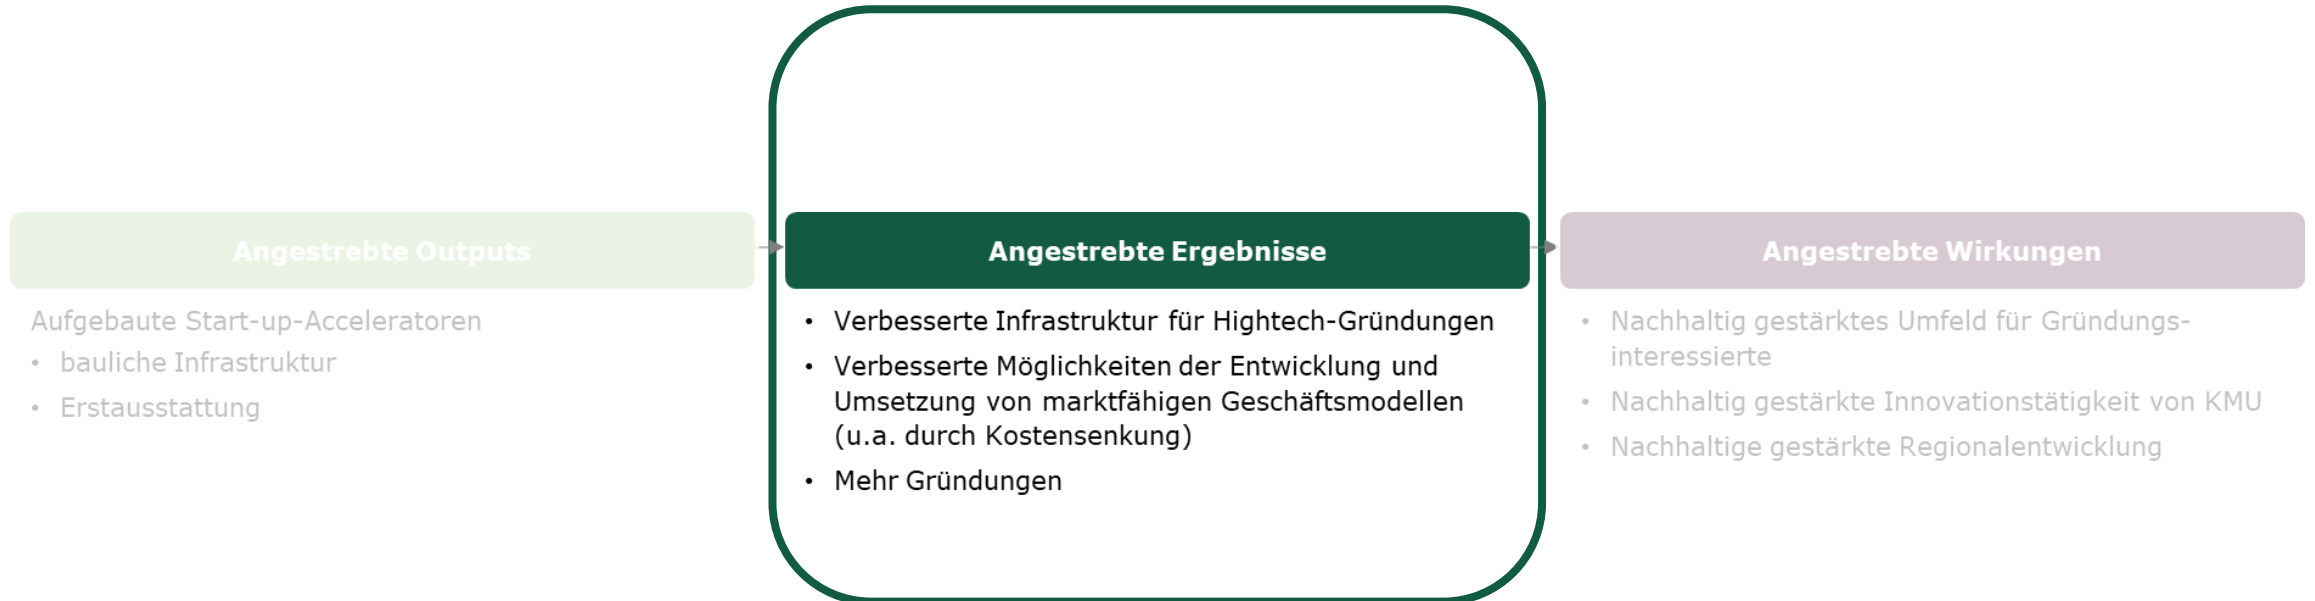 Angestrebte Outputs
Aufgebaute Start-up-Acceleratoren
• bauliche Infrastruktur
• Erstausstattung
Angestrebte Ergebnisse
• Verbesserte Infrastruktur für Hightech-Gründungen
• Verbesserte Möglichkeiten der Entwicklung und
Umsetzung von marktfähigen Geschäftsmodellen
(u.a. durch Kostensenkung)
• Mehr Gründungen
Angestrebte Wirkungen
• Nachhaltig gestärktes Umfeld für Gründungs-
interessierte
• Nachhaltig gestärkte Innovationstätigkeit von KMU
• Nachhaltige gestärkte Regionalentwicklung